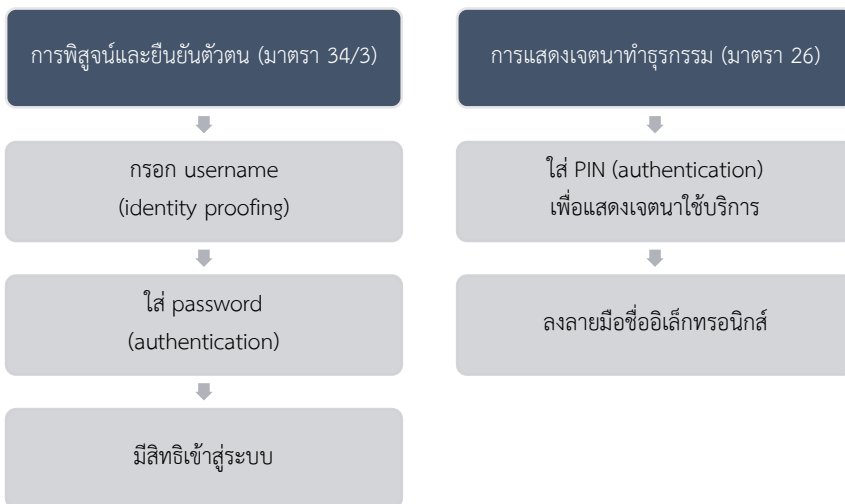 การพิสูจน์และยืนยันตัวตน (มาตรา 34/3)
กรอก username
(identity proofing)
ใส่ password
(authentication)
มีสิทธิเข้าสู่ระบบ
การแสดงเจตนาทำธุรกรรม (มาตรา 26)
ใส่ PIN (authentication)
เพื่อแสดงเจตนาใช้บริการ
ลงลายมือชื่ออิเล็กทรอนิกส์